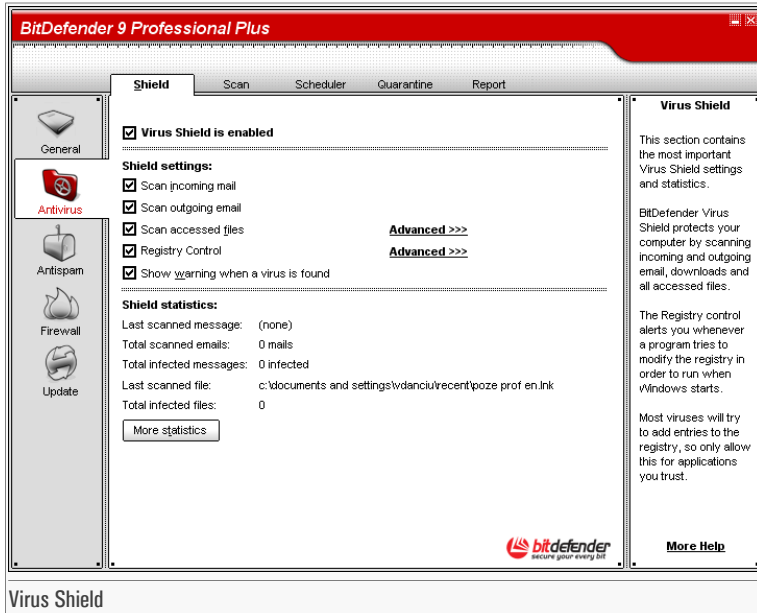 BitDefender 9 Professional Plus
Shield
Scan
Scheduler
Quarantine
Report
General
Antivirus
Antispam
Firewall
Update
Virus Shield is enabled
Shield settings:
Scan incoming mail
Scan outgoing email
Scan accessed files Advanced >>>
Registry Control Advanced >>>
Show warning when a virus is found
Shield statistics:
Last scanned message: (none)
Total scanned emails: 0 mails
Total infected messages: 0 infected
Last scanned file: c:\documents and settings\vdanciu\recent\poze prof en.lnk
Total infected files: 0
More statistics
bitdefender
secure your every bit
Virus Shield
This section contains
the most important
Virus Shield settings
and statistics.
BitDefender Virus
Shield protects your
computer by scanning
incoming and outgoing
email, downloads and
all accessed files.
The Registry control
alerts you whenever
a program tries to
modify the registry in
order to run when
Windows starts.
Most viruses will try
to add entries to the
registry, so only allow
this for applications
you trust.
More Help
Virus Shield